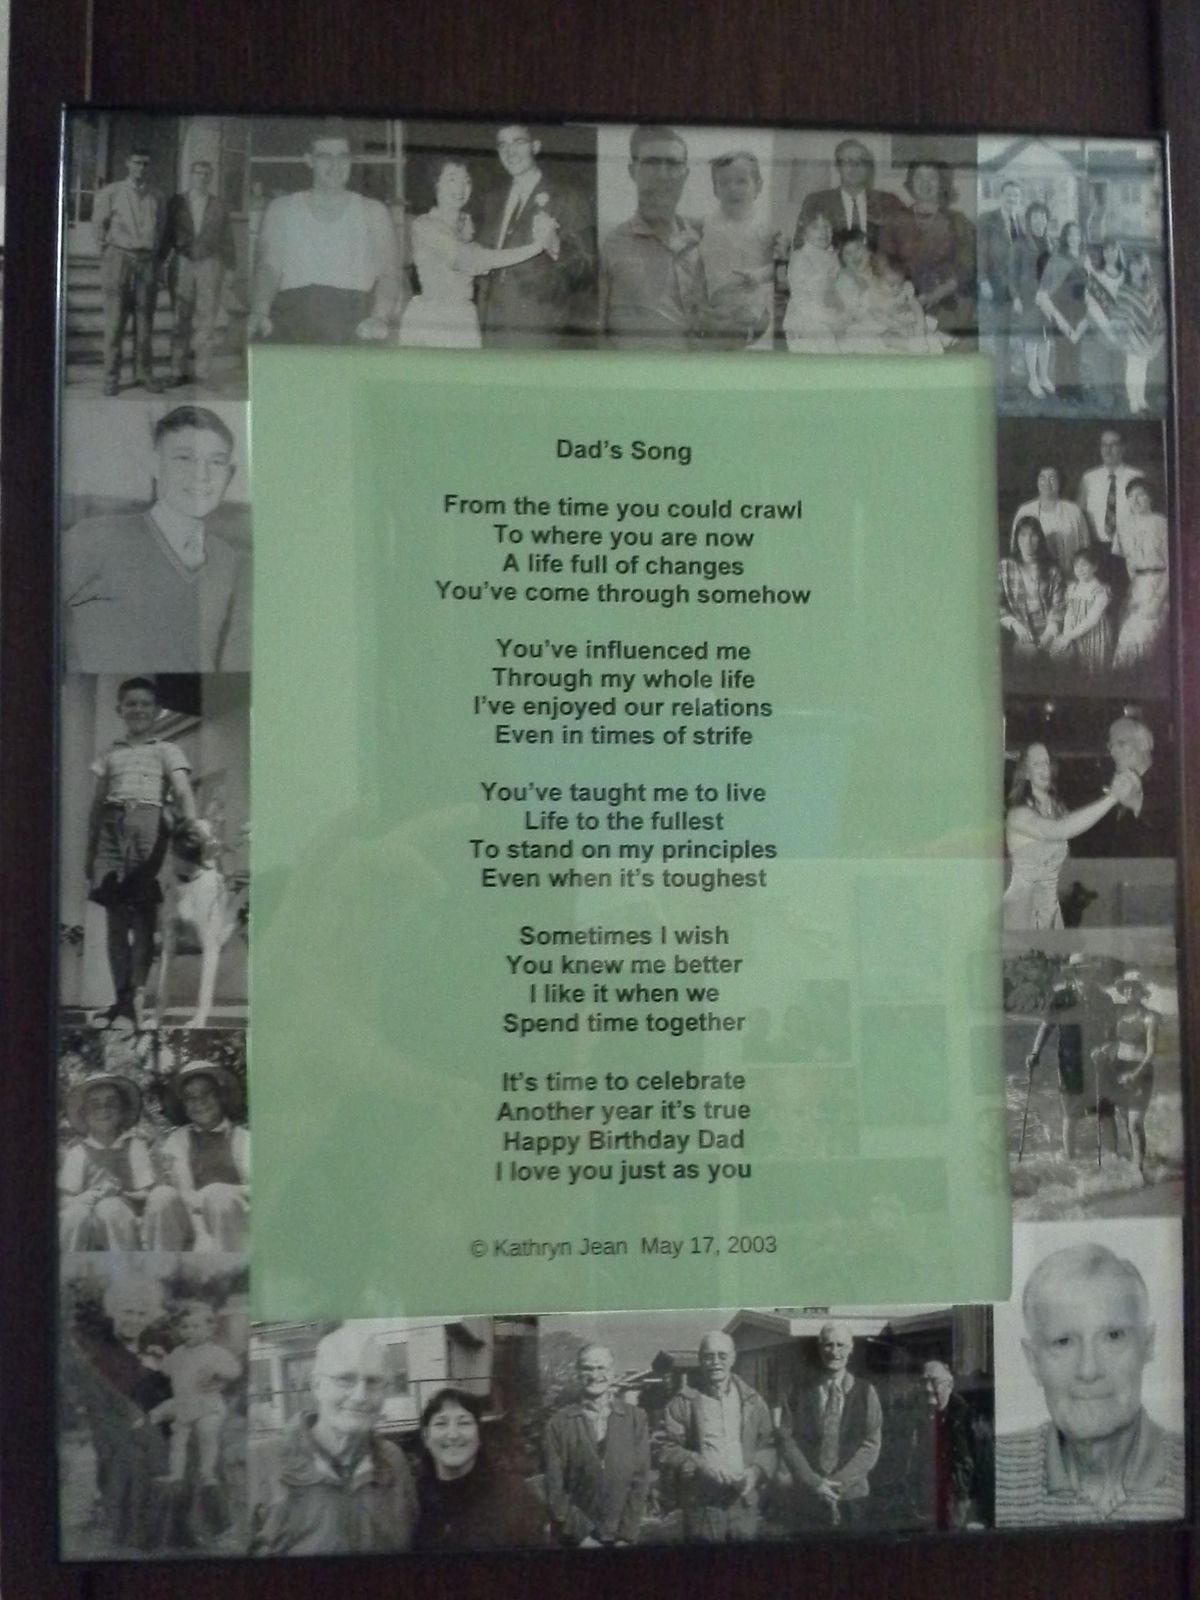 Dad's Song
From the time you could crawl
To where you are now
A life full of changes
You've come through somehow
You've influenced me
Through my whole life
I've enjoyed our relations
Even in times of strife
You've taught me to live
Life to the fullest
To stand on my principles
Even when it's toughest
Sometimes I wish
You knew me better
I like it when we
Spend time together
It's time to celebrate
Another year it's true
Happy Birthday Dad
I love you just as you
© Kathryn Jean May 17, 2003